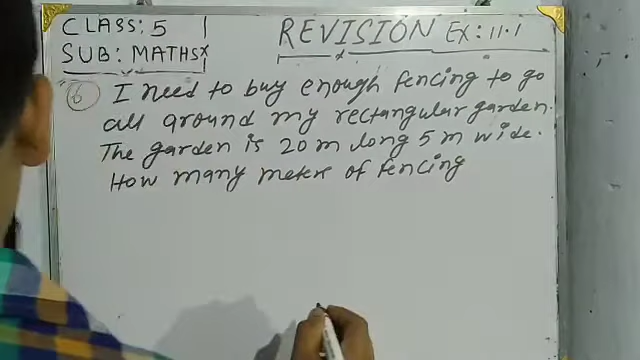 CLASS: 5
SUB: MATHS
REVISION Ex: 11.1
6 I need to buy enough fencing to go
all around my rectangular garden.
The garden is 20 m long 5 m wide.
How many meters of fencing